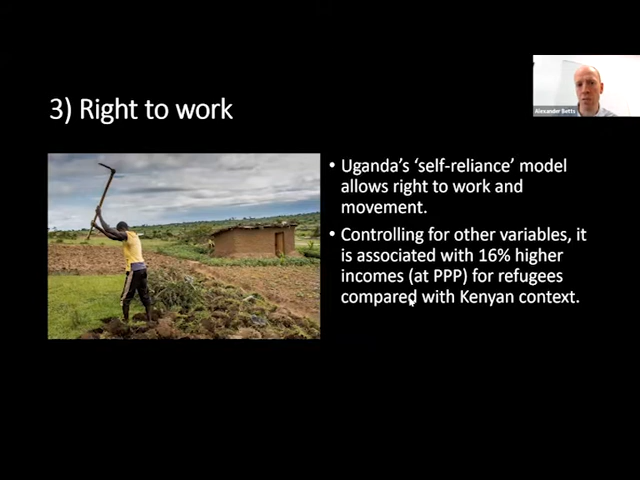 Alexander Betts
3) Right to work
• Uganda's 'self-reliance' model
allows right to work and
movement.
• Controlling for other variables, it
is associated with 16% higher
incomes (at PPP) for refugees
compared with Kenyan context.